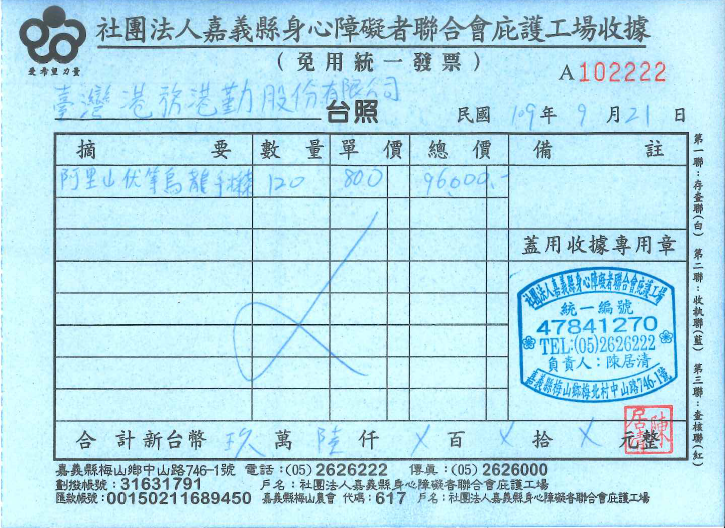 愛希望力量
社團法人嘉義縣身心障礙者聯合會庇護工場收據
(免用統一發票)
A102222
臺灣港務港勤股份有限公司 台照
民國 109年 9月21日
摘要 數量 單價 總價 備註
阿里山 烏龍 120 800 96,000.-
蓋用收據專用章
社團法人嘉義縣身心障礙者聯合會庇護工場
統一編號
47841270
TEL:(05)2626222
負責人:陳居清
嘉義縣梅山鄉梅北村中山路746-1號
合計新台幣 玖萬 陸仟 X百 X拾 X元整
嘉義縣梅山鄉中山路746-1號 電話:(05)2626222 傳真:(05)2626000
劃撥帳號:31631791 戶名:社團法人嘉義縣身心障礙者聯合會庇護工場
匯款帳號:00150211689450 嘉義縣梅山農會 代碼:617 戶名:社團法人嘉義縣身心障礙者聯合會庇護工場
第一聯:存查聯(白) 第二聯:收執聯(藍) 第三聯:查核聯(紅)